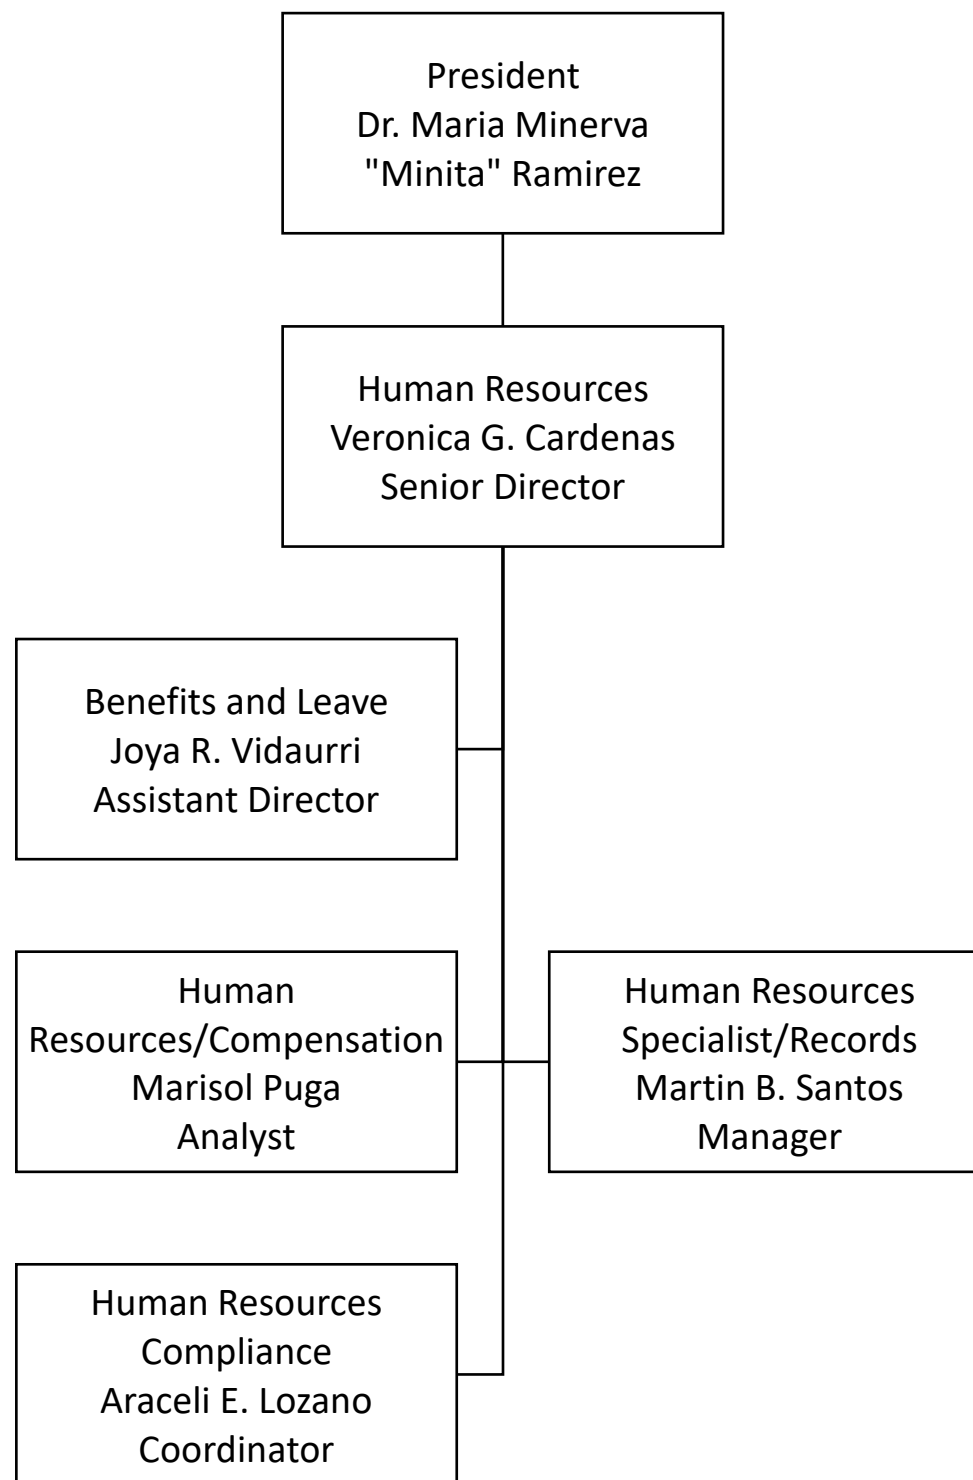 President
Dr. Maria Minerva
"Minita" Ramirez
Human Resources
Veronica G. Cardenas
Senior Director
Benefits and Leave
Joya R. Vidaurri
Assistant Director
Human
Resources/Compensation
Marisol Puga
Analyst
Human Resources
Specialist/Records
Martin B. Santos
Manager
Human Resources
Compliance
Araceli E. Lozano
Coordinator